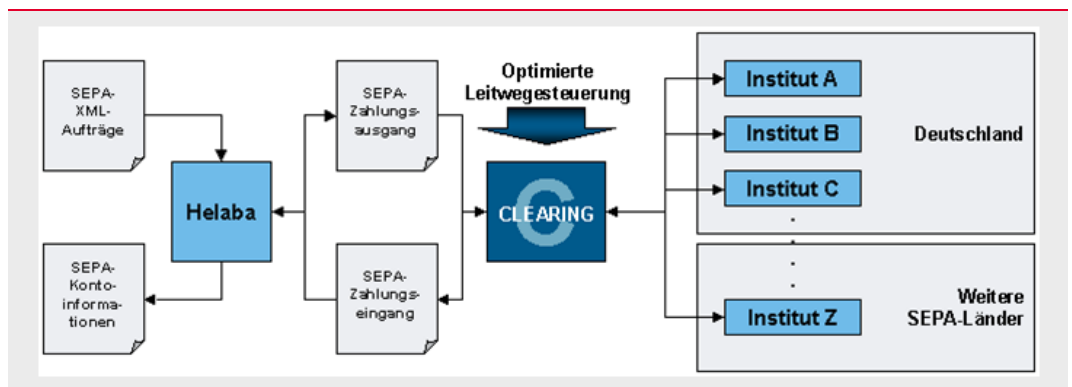 SEPA-
XML-
Aufträge
Helaba
SEPA-
Konto-
informa-
tionen
SEPA-
Zahlungs-
ausgang
SEPA-
Zahlungs-
eingang
Optimierte
Leitwegesteuerung
C
CLEARING
Institut A
Institut B
Institut C
Deutschland
Institut Z
Weitere
SEPA-Länder